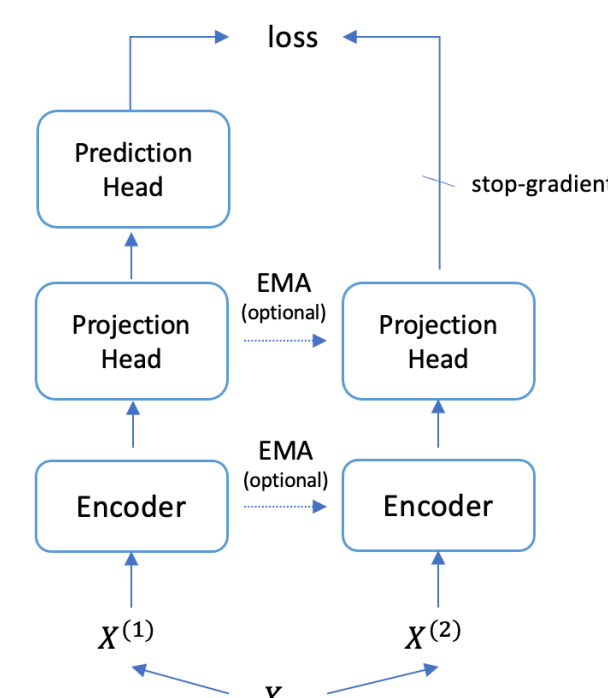 loss
Prediction
Head
stop-gradient
EMA
(optional)
Projection
Head
Projection
Head
EMA
(optional)
Encoder
Encoder
X^(1)
X^(2)
X